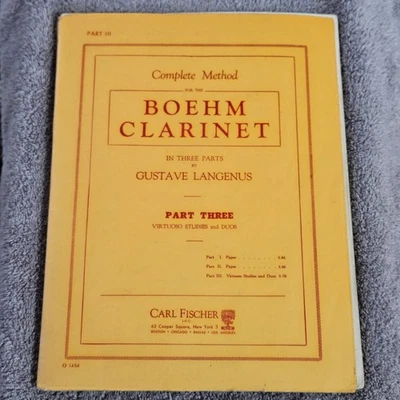 PART III
Complete Method
FOR THE
BOEHM
CLARINET
IN THREE PARTS
BY
GUSTAVE LANGENUS
PART THREE
VIRTUOSO STUDIES and DUOS
Part I. Paper
Part II. Paper
Part III. Virtuoso Studies and Duos
CARL FISCHER
INC.
62 Cooper Square, New York 3
BOSTON • CHICAGO • DALLAS • LOS ANGELES